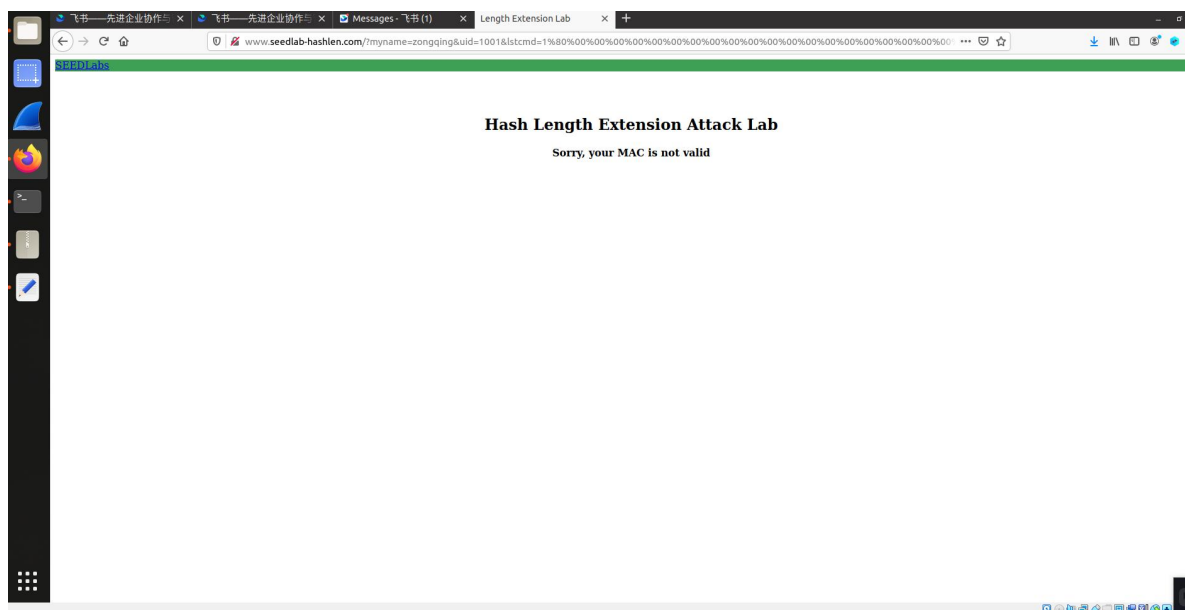 飞书——先进企业协作与
飞书——先进企业协作与
Messages - 飞书 (1)
Length Extension Lab
www.seedlab-hashlen.com/?myname=zongqing&uid=1001&lstcmd=1%80%00%00%00%00%00%00%00%00%00%00%00%00%00%00%00%00%00%00%00%00%00
SEEDLabs
Hash Length Extension Attack Lab
Sorry, your MAC is not valid